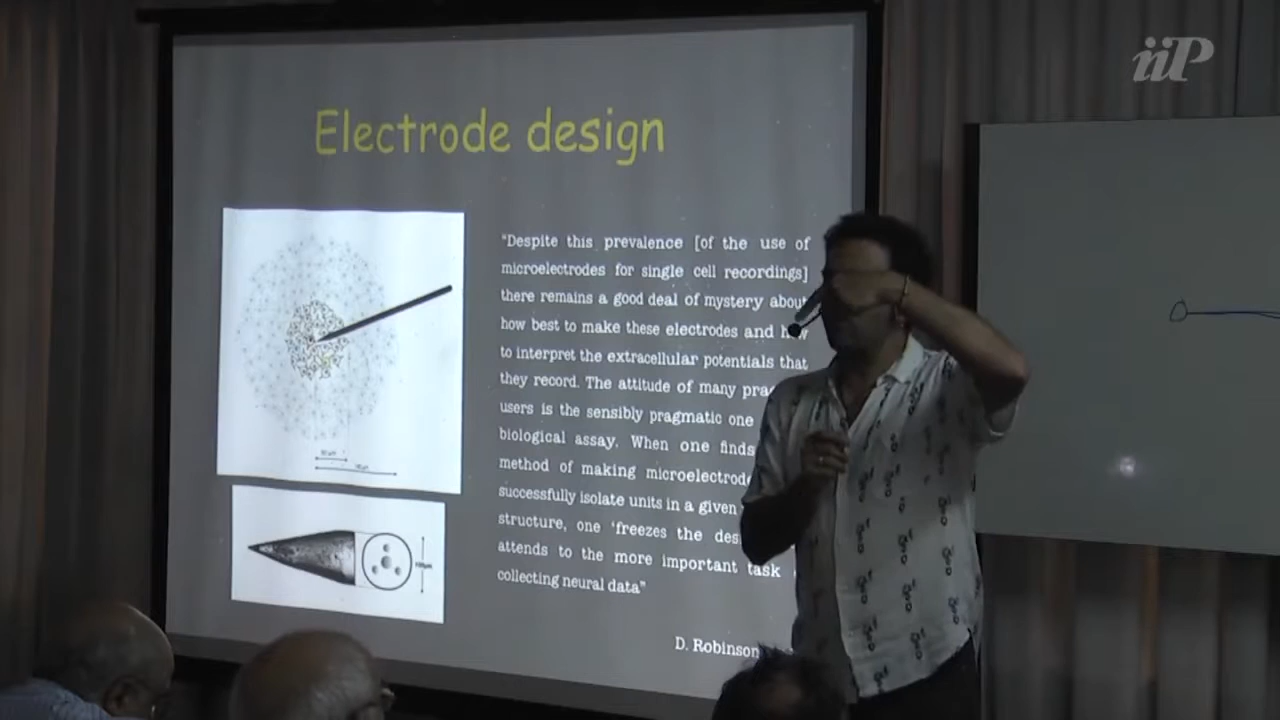 iiP
Electrode design
"Despite this prevalence [of the use of
microelectrodes for single cell recordings]
there remains a good deal of mystery about
how best to make these electrodes and how
to interpret the extracellular potentials that
they record. The attitude of many
users is the sensibly pragmatic one
biological assay. When one finds
method of making
successfully isolate units in a given
structure, one 'freezes the
attends to the more important task
collecting neural data"
D. Robinson